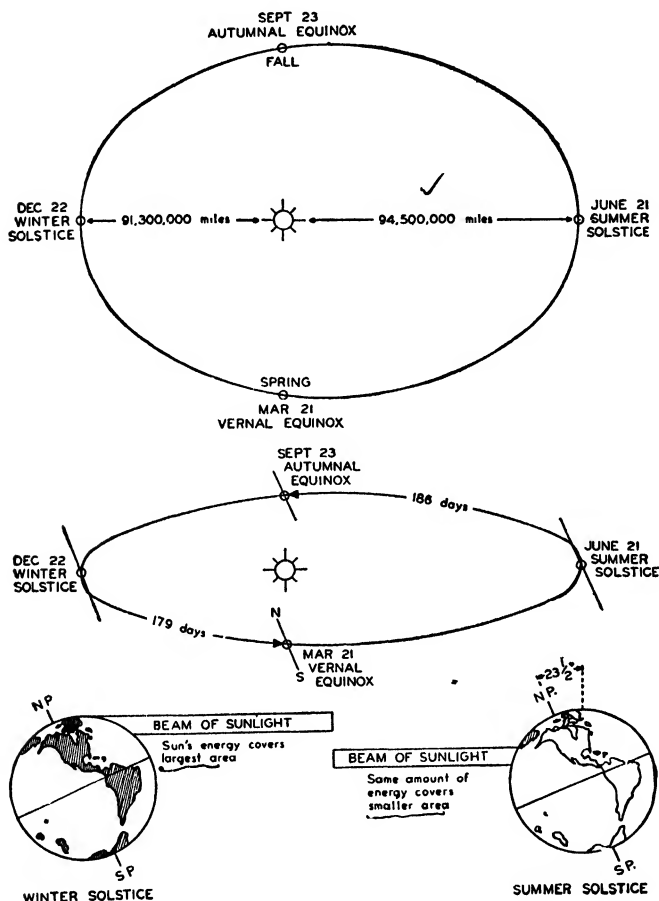 SEPT 23
AUTUMNAL EQUINOX
FALL
DEC 22
WINTER
SOLSTICE
91,300,000 miles
94,500,000 miles
JUNE 21
SUMMER
SOLSTICE
SPRING
MAR 21
VERNAL EQUINOX
SEPT 23
AUTUMNAL
EQUINOX
186 days
DEC 22
WINTER
SOLSTICE
JUNE 21
SUMMER
SOLSTICE
179 days
N
MAR 21
VERNAL
EQUINOX
S
N.P.
BEAM OF SUNLIGHT
Sun's energy covers
largest area
S.P.
WINTER SOLSTICE
23 1/2°
N.P.
BEAM OF SUNLIGHT
Same amount of
energy covers
smaller area
S.P.
SUMMER SOLSTICE